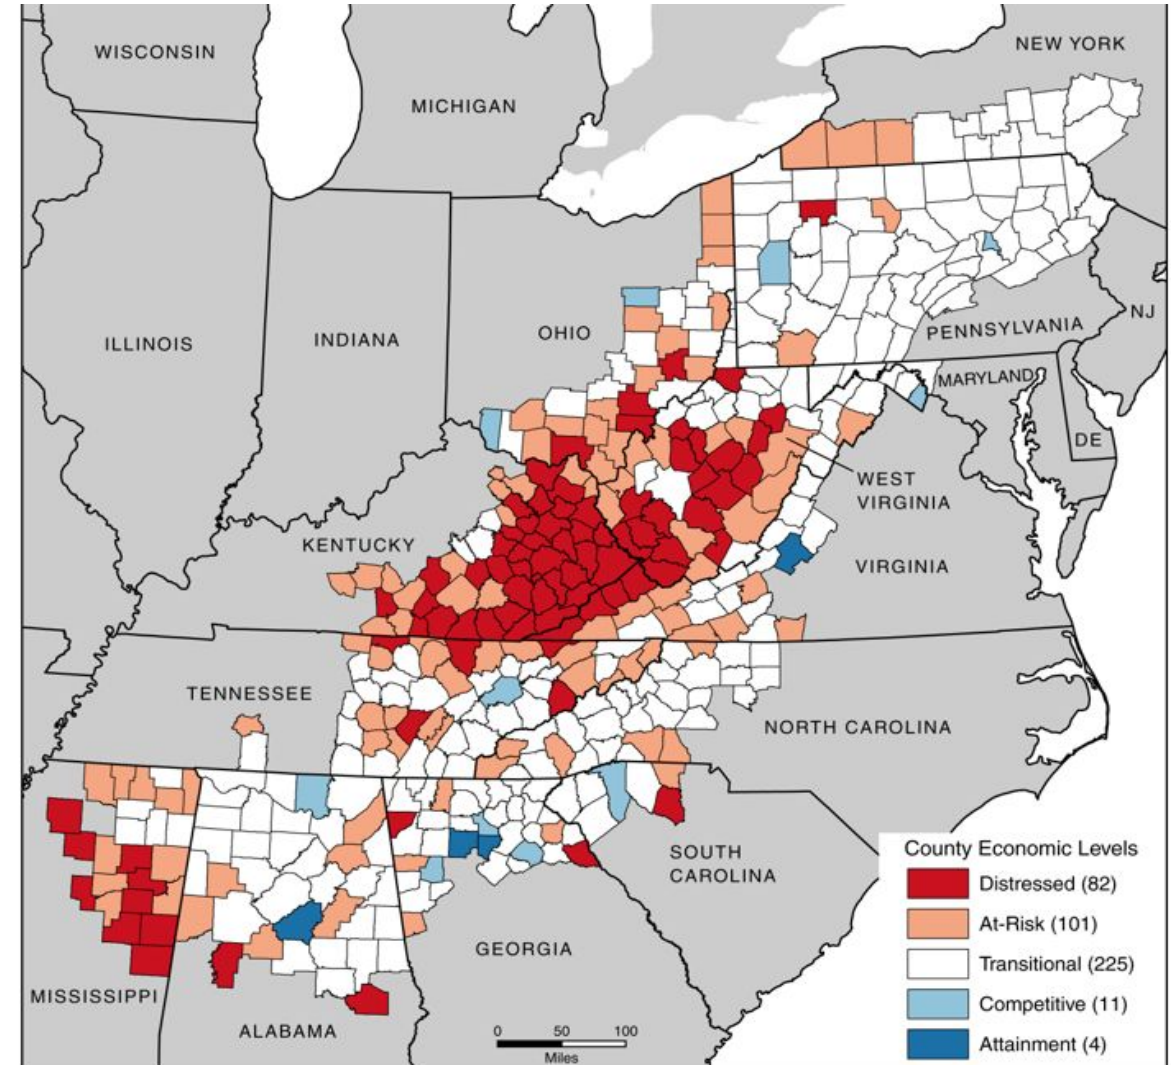 WISCONSIN
MICHIGAN
NEW YORK
ILLINOIS
INDIANA
OHIO
PENNSYLVANIA
NJ
MARYLAND
DE
WEST
VIRGINIA
KENTUCKY
VIRGINIA
TENNESSEE
NORTH CAROLINA
SOUTH
CAROLINA
GEORGIA
MISSISSIPPI
ALABAMA
0 50 100
Miles
County Economic Levels
Distressed (82)
At-Risk (101)
Transitional (225)
Competitive (11)
Attainment (4)